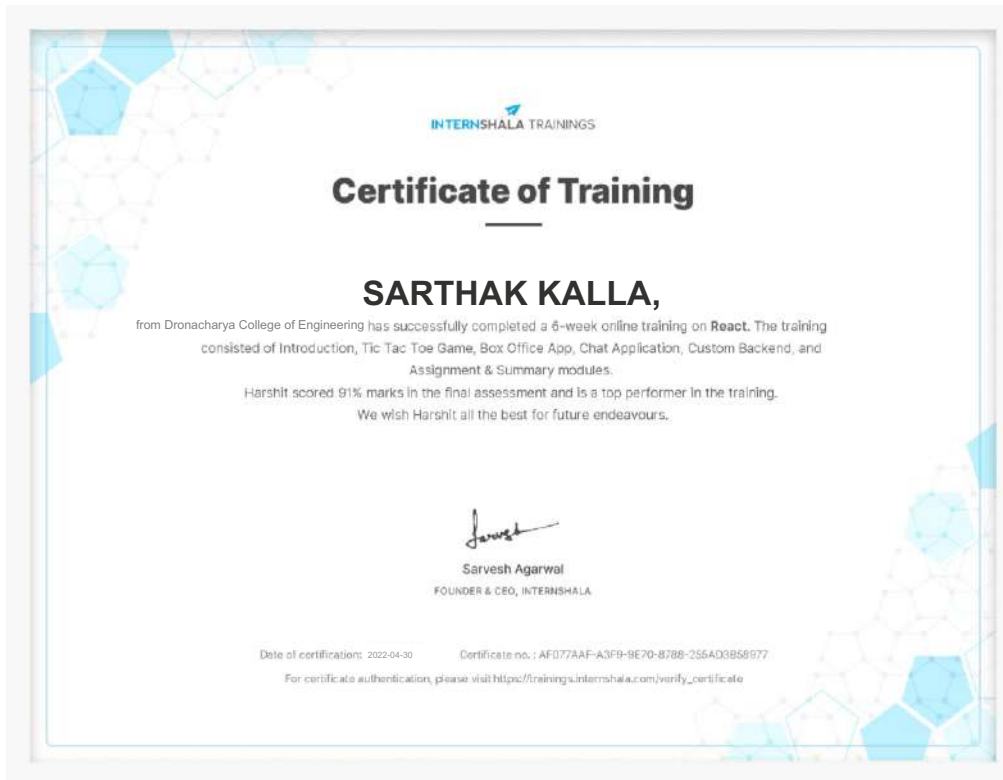 INTERNSHALA TRAININGS
Certificate of Training
SARTHAK KALLA,
from Dronacharya College of Engineering has successfully completed a 6-week online training on React. The training
consisted of Introduction, Tic Tac Toe Game, Box Office App, Chat Application, Custom Backend, and
Assignment & Summary modules.
Harshit scored 91% marks in the final assessment and is a top performer in the training.
We wish Harshit all the best for future endeavours.
Sarvesh Agarwal
FOUNDER & CEO, INTERNSHALA
Date of certification: 2022-04-30 Certificate no. : AF077AAF-A3F9-9E70-8788-255AD3B58977
For certificate authentication, please visit https://trainings.internshala.com/verify_certificate